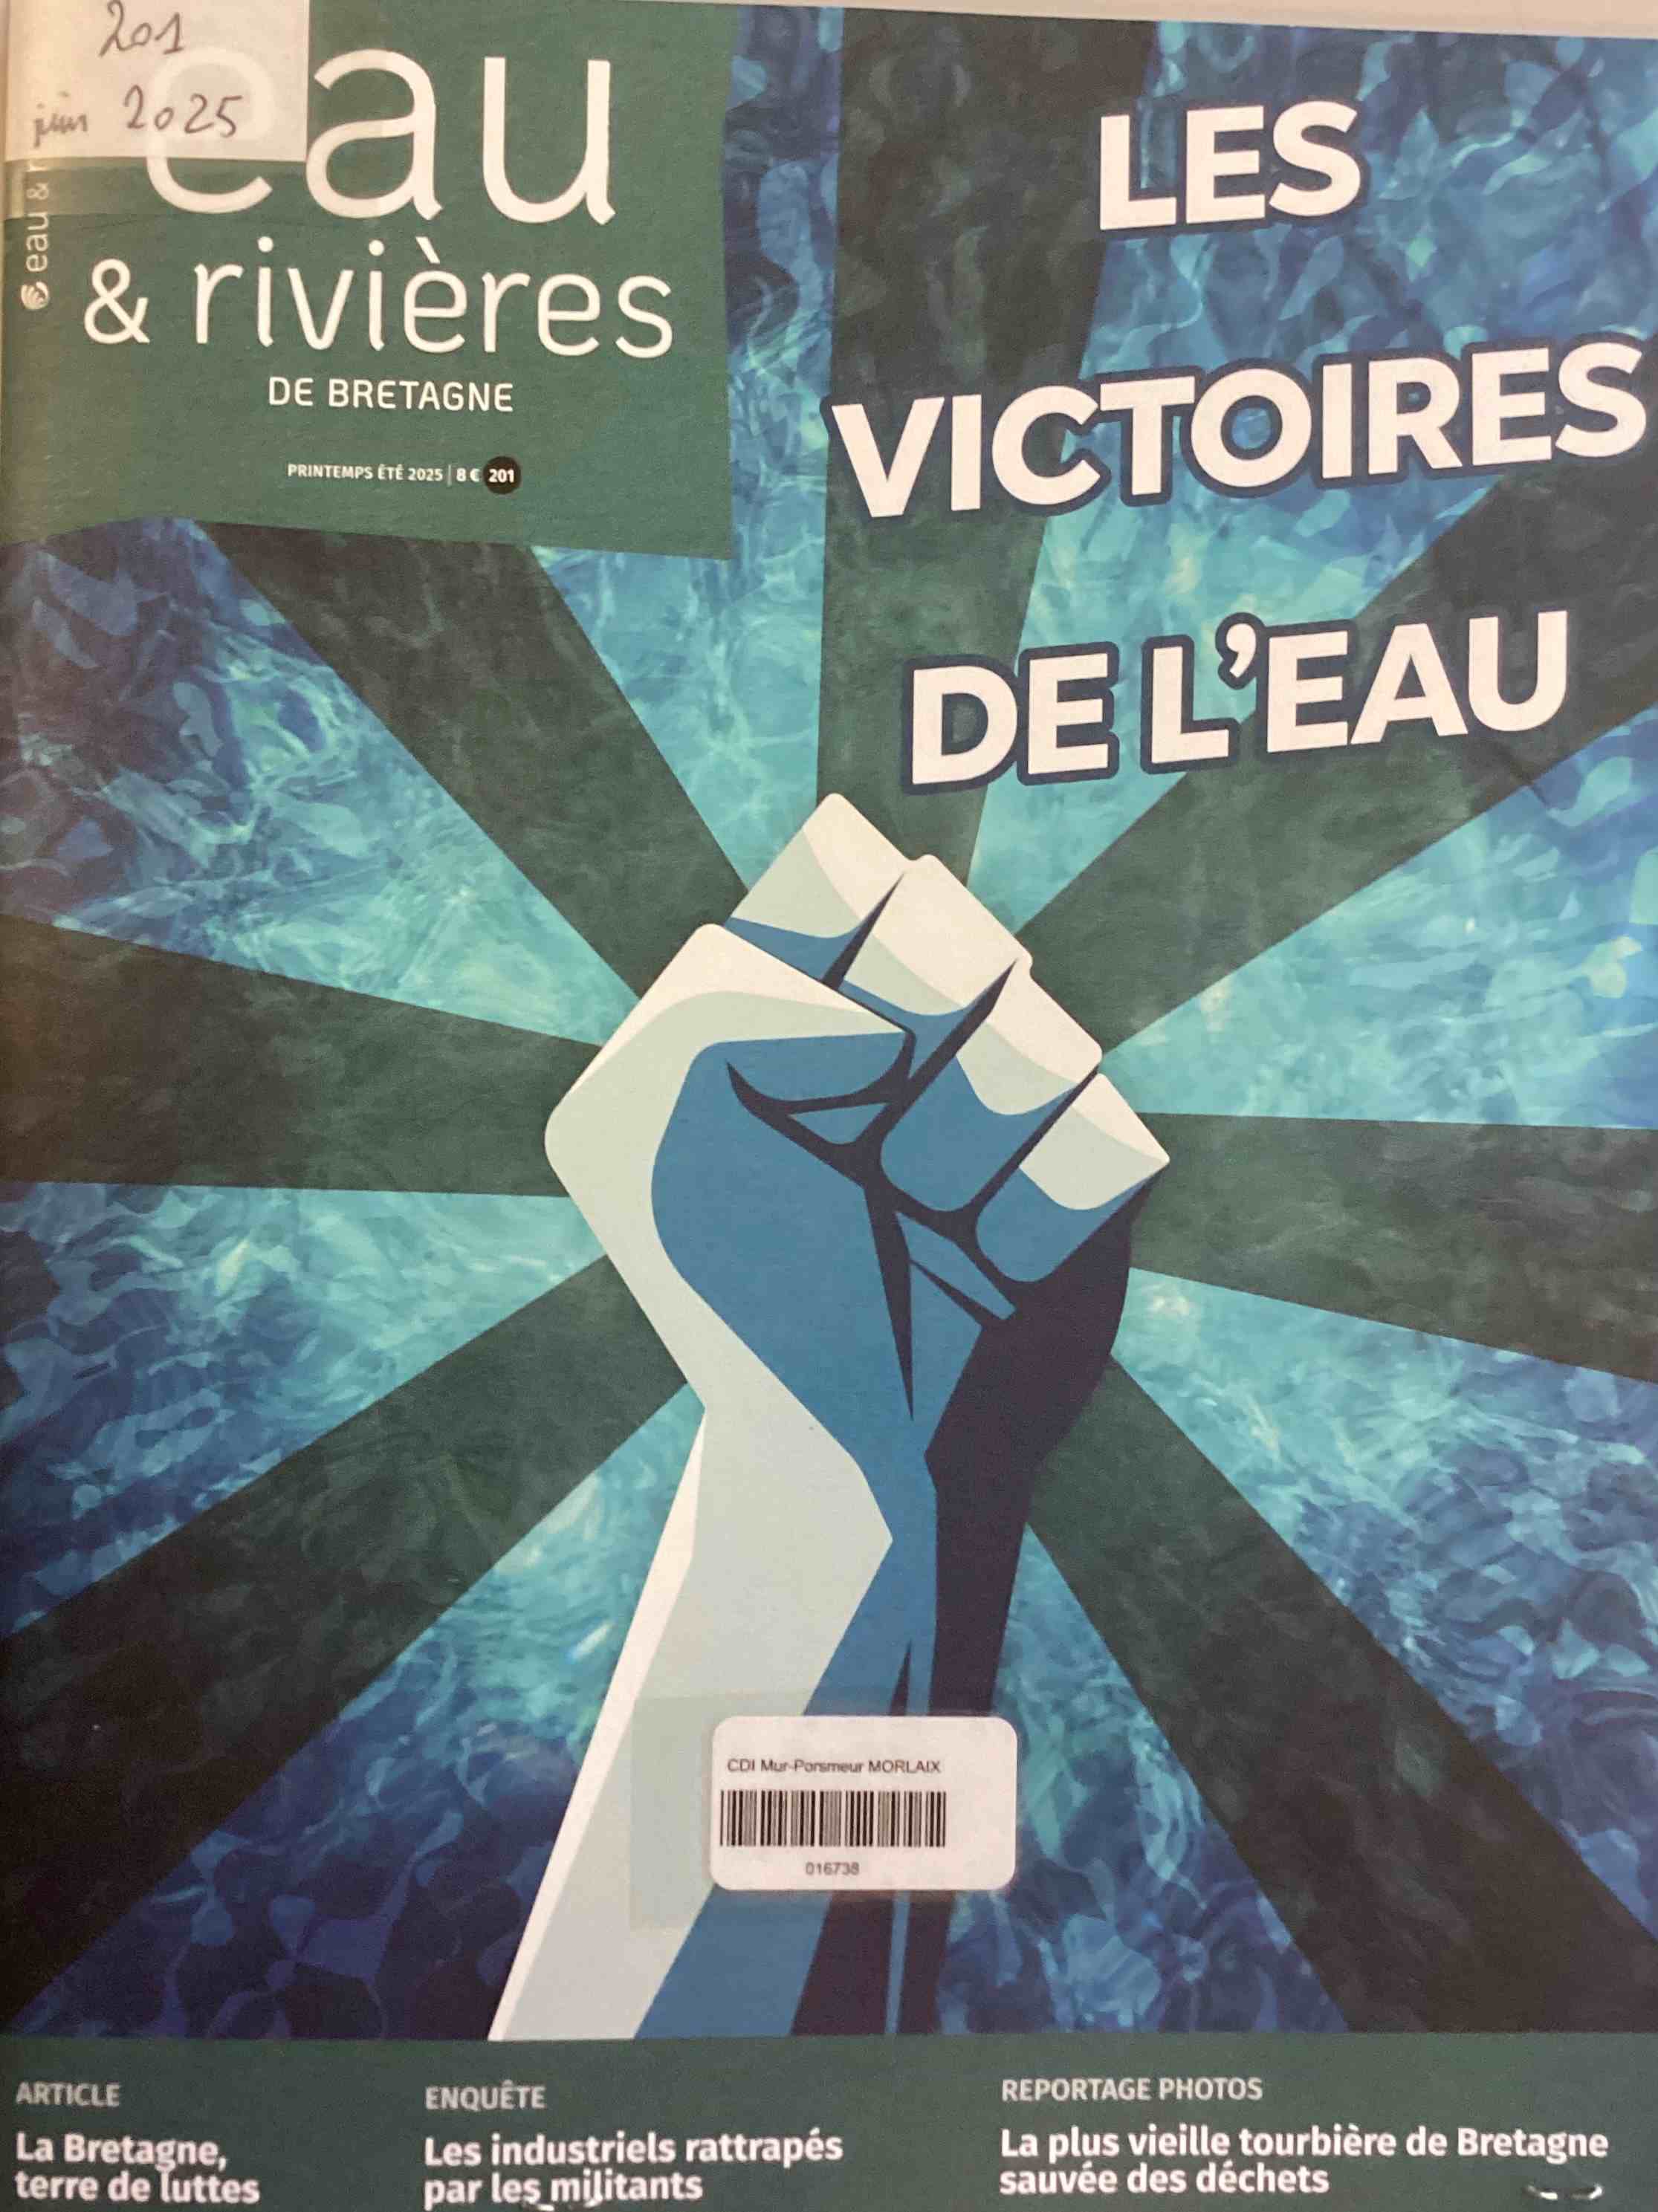 201
juin 2025
eau
& rivières
DE BRETAGNE
PRINTEMPS ÉTÉ 2025 | 8 € 201
eau &
LES
VICTOIRES
DE L'EAU
CDI Mur-Porsmeur MORLAIX
016738
ARTICLE
La Bretagne,
terre de luttes
ENQUÊTE
Les industriels rattrapés
par les militants
REPORTAGE PHOTOS
La plus vieille tourbière de Bretagne
sauvée des déchets